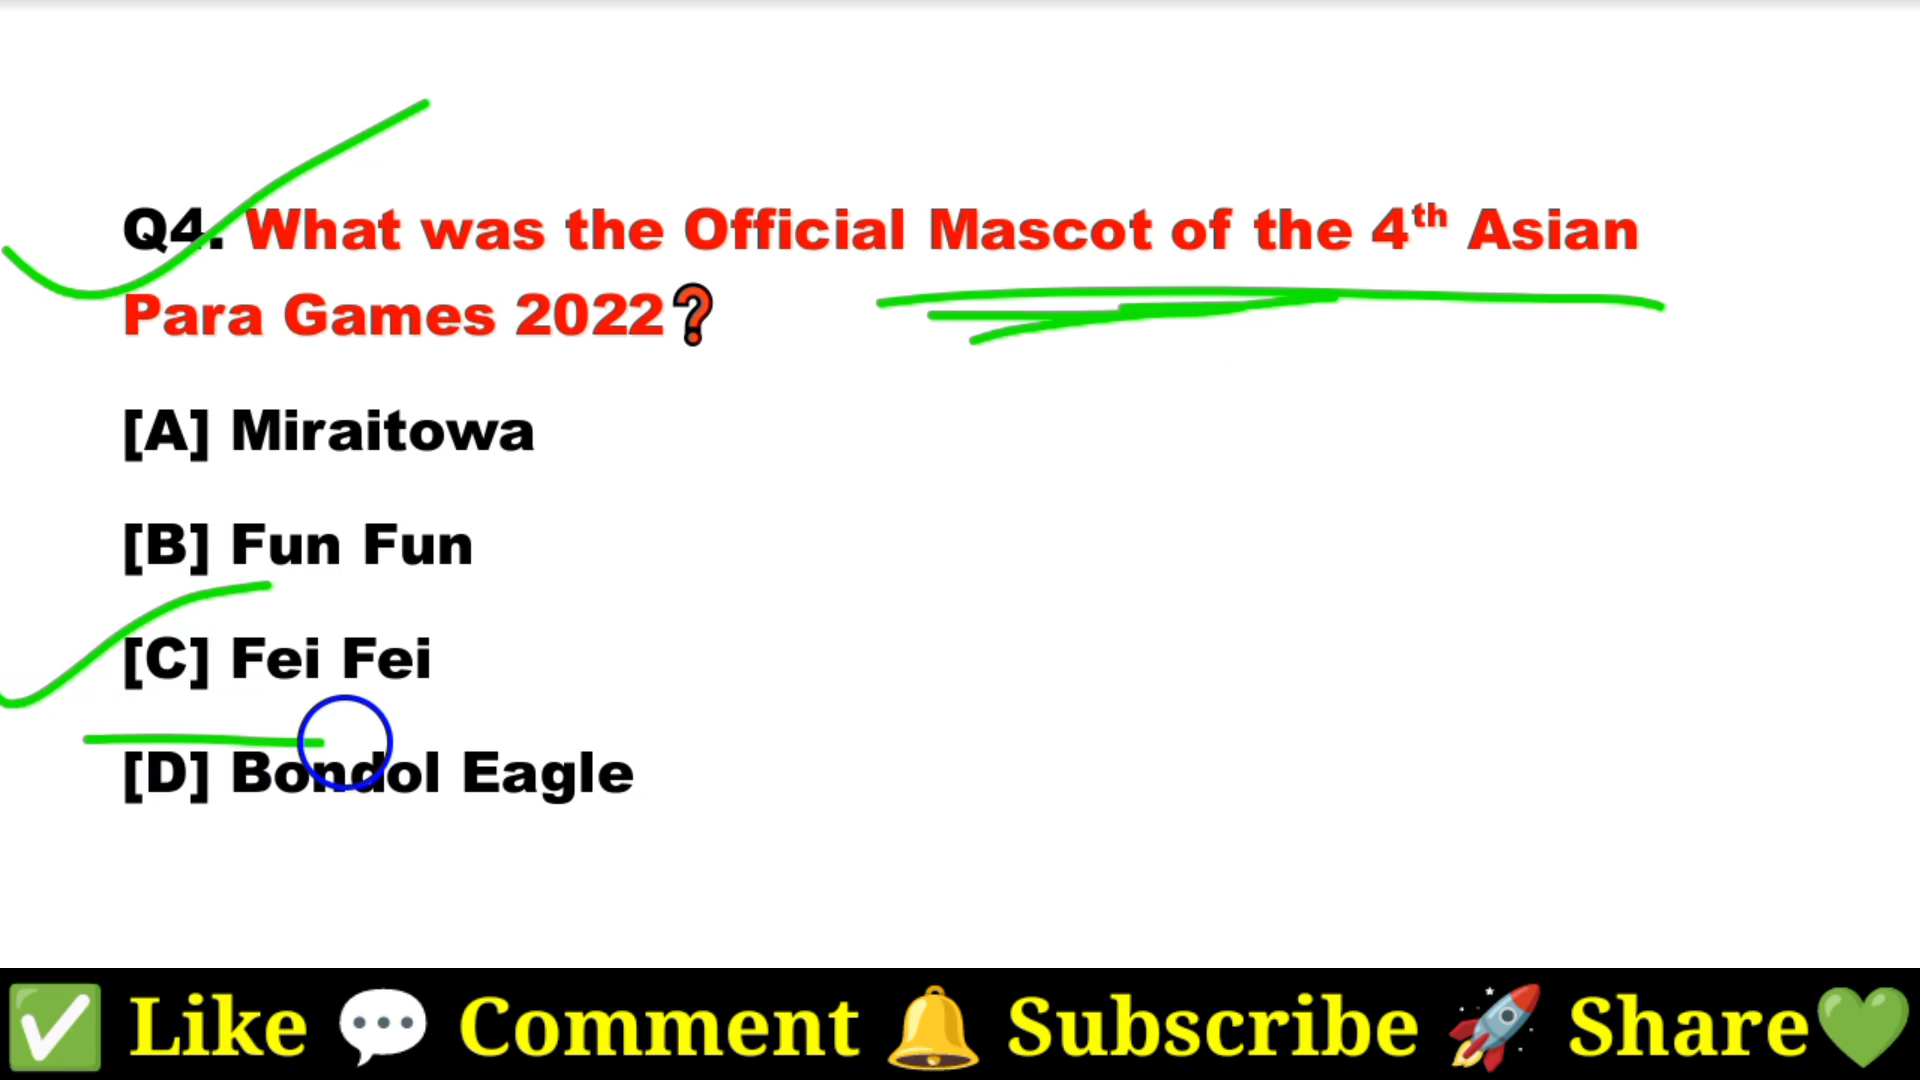 Q4. What was the Official Mascot of the 4th Asian
Para Games 2022❓
[A] Miraitowa
[B] Fun Fun
[C] Fei Fei
[D] Bondol Eagle
✅ Like 💬 Comment 🔔 Subscribe 🚀 Share💚